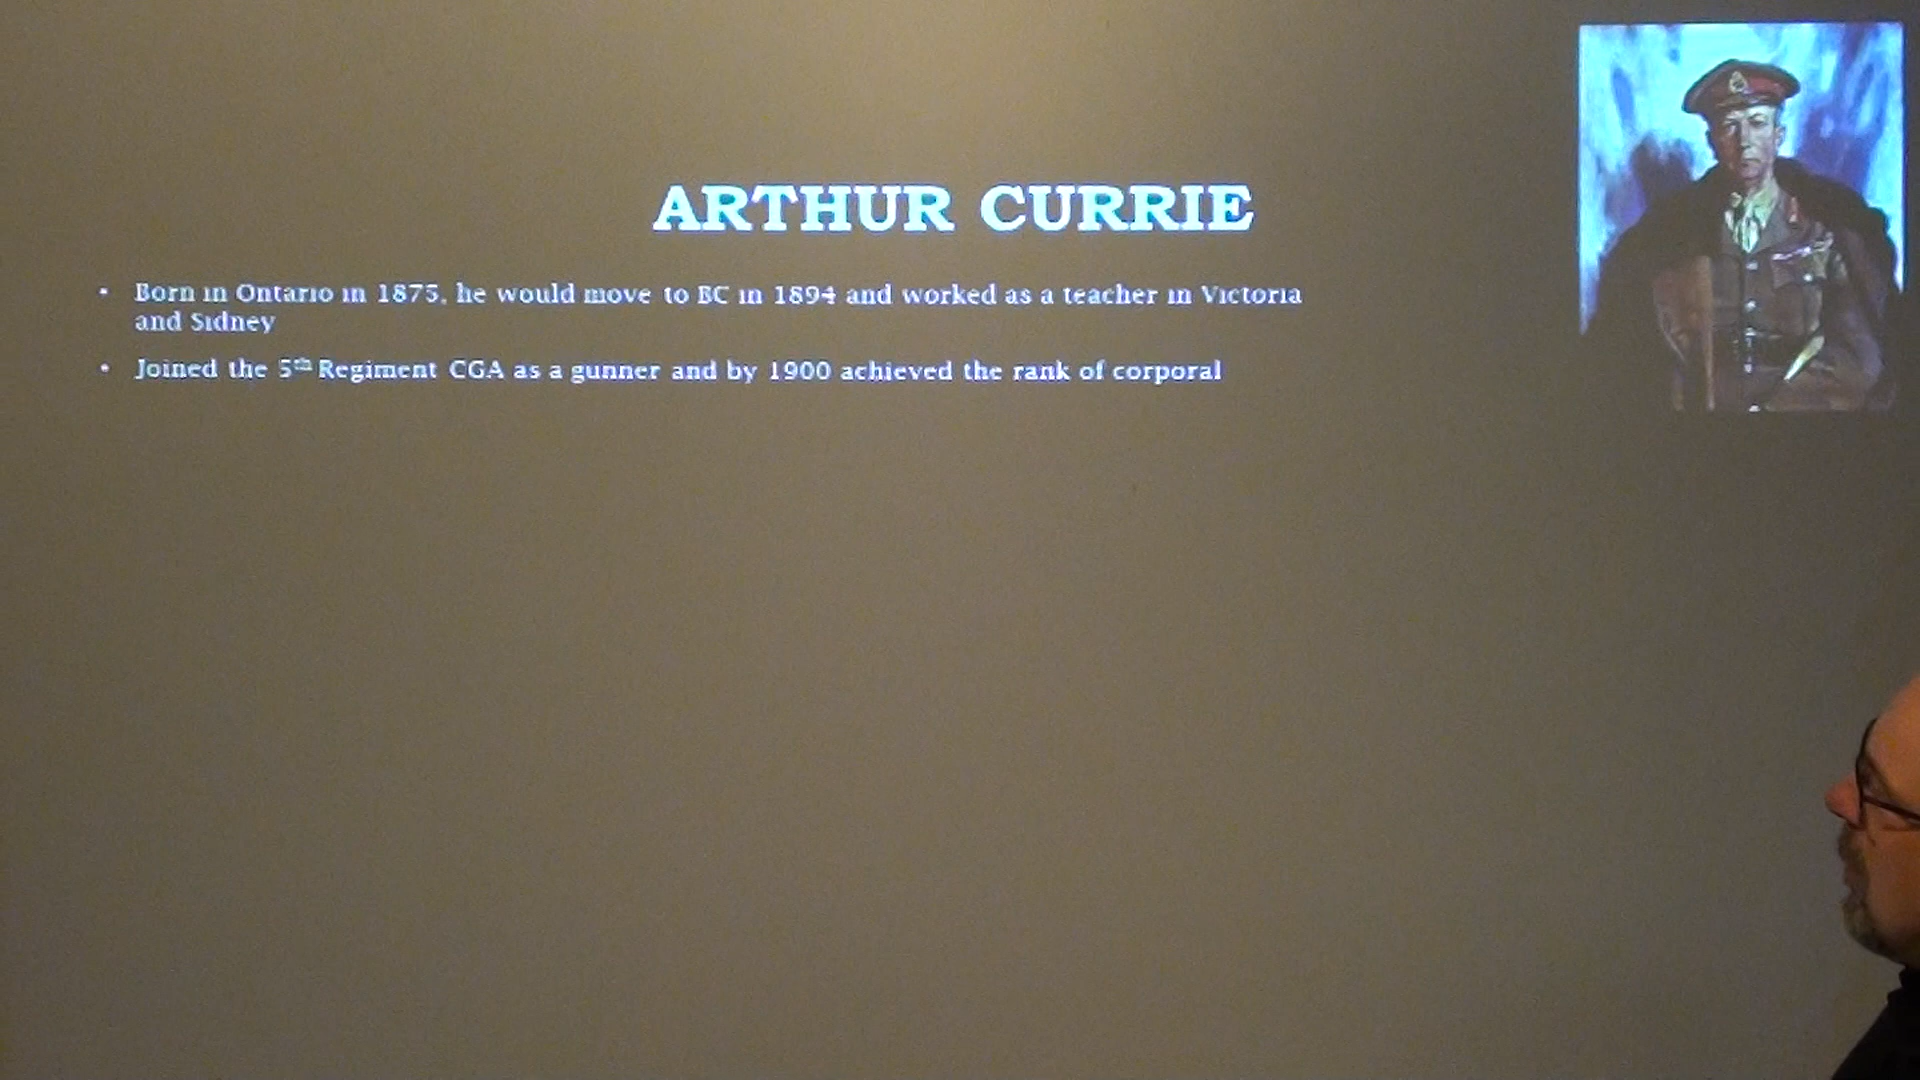 ARTHUR CURRIE
• Born in Ontario in 1875, he would move to BC in 1894 and worked as a teacher in Victoria
and Sidney
• Joined the 5th Regiment CGA as a gunner and by 1900 achieved the rank of corporal